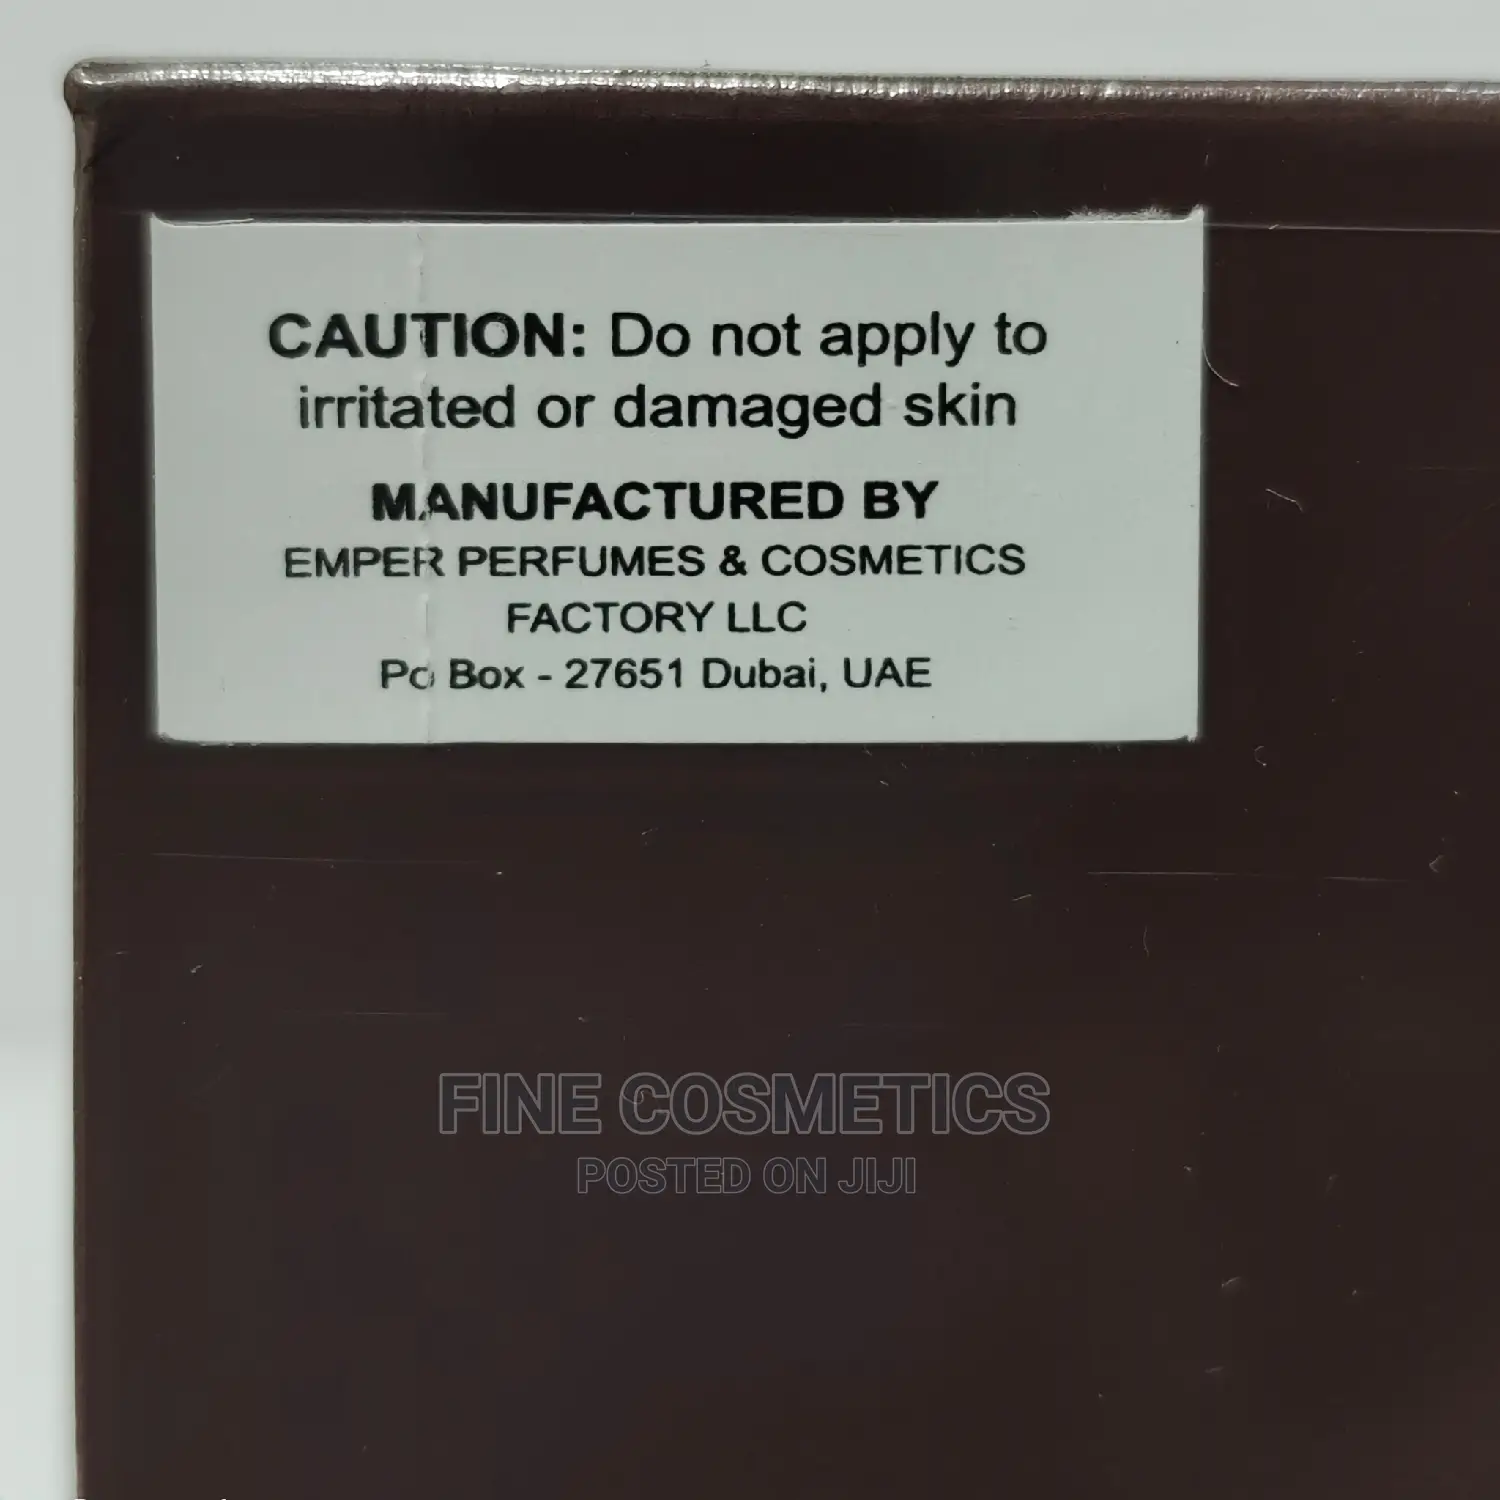 CAUTION: Do not apply to
irritated or damaged skin
MANUFACTURED BY
EMPER PERFUMES & COSMETICS
FACTORY LLC
Po Box - 27651 Dubai, UAE
FINE COSMETICS
POSTED ON JIJI